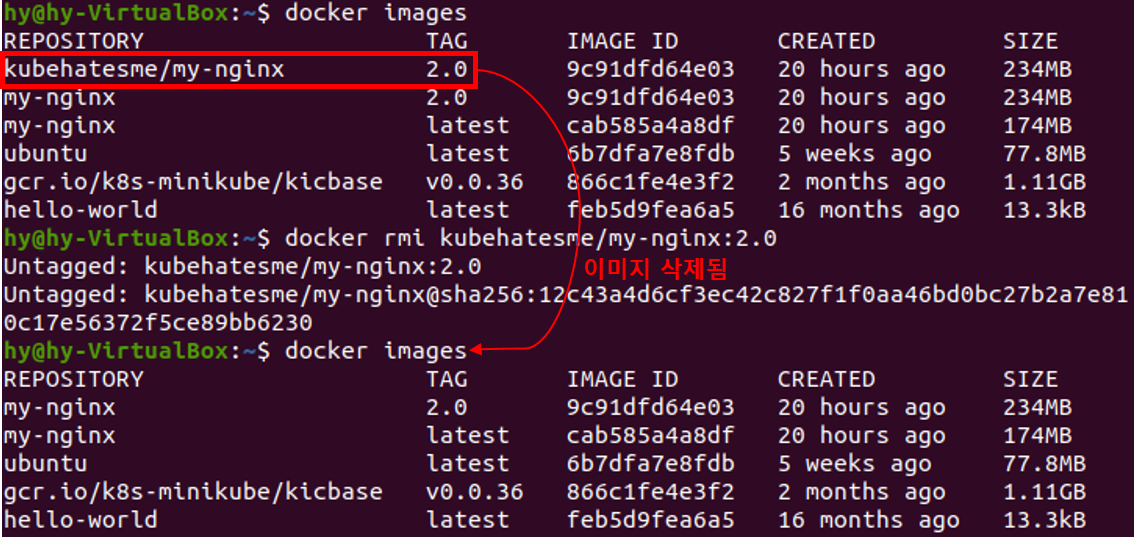 hy@hy-VirtualBox:~$ docker images
REPOSITORY TAG IMAGE ID CREATED SIZE
kubehatesme/my-nginx 2.0 9c91dfd64e03 20 hours ago 234MB
my-nginx 2.0 9c91dfd64e03 20 hours ago 234MB
my-nginx latest cab585a4a8df 20 hours ago 174MB
ubuntu latest 6b7dfa7e8fdb 5 weeks ago 77.8MB
gcr.io/k8s-minikube/kicbase v0.0.36 866c1fe4e3f2 2 months ago 1.11GB
hello-world latest feb5d9fea6a5 16 months ago 13.3kB
hy@hy-VirtualBox:~$ docker rmi kubehatesme/my-nginx:2.0
Untagged: kubehatesme/my-nginx:2.0
이미지 삭제됨
Untagged: kubehatesme/my-nginx@sha256:12c43a4d6cf3ec42c827f1f0aa46bd0bc27b2a7e81
0c17e56372f5ce89bb6230
hy@hy-VirtualBox:~$ docker images
REPOSITORY TAG IMAGE ID CREATED SIZE
my-nginx 2.0 9c91dfd64e03 20 hours ago 234MB
my-nginx latest cab585a4a8df 20 hours ago 174MB
ubuntu latest 6b7dfa7e8fdb 5 weeks ago 77.8MB
gcr.io/k8s-minikube/kicbase v0.0.36 866c1fe4e3f2 2 months ago 1.11GB
hello-world latest feb5d9fea6a5 16 months ago 13.3kB